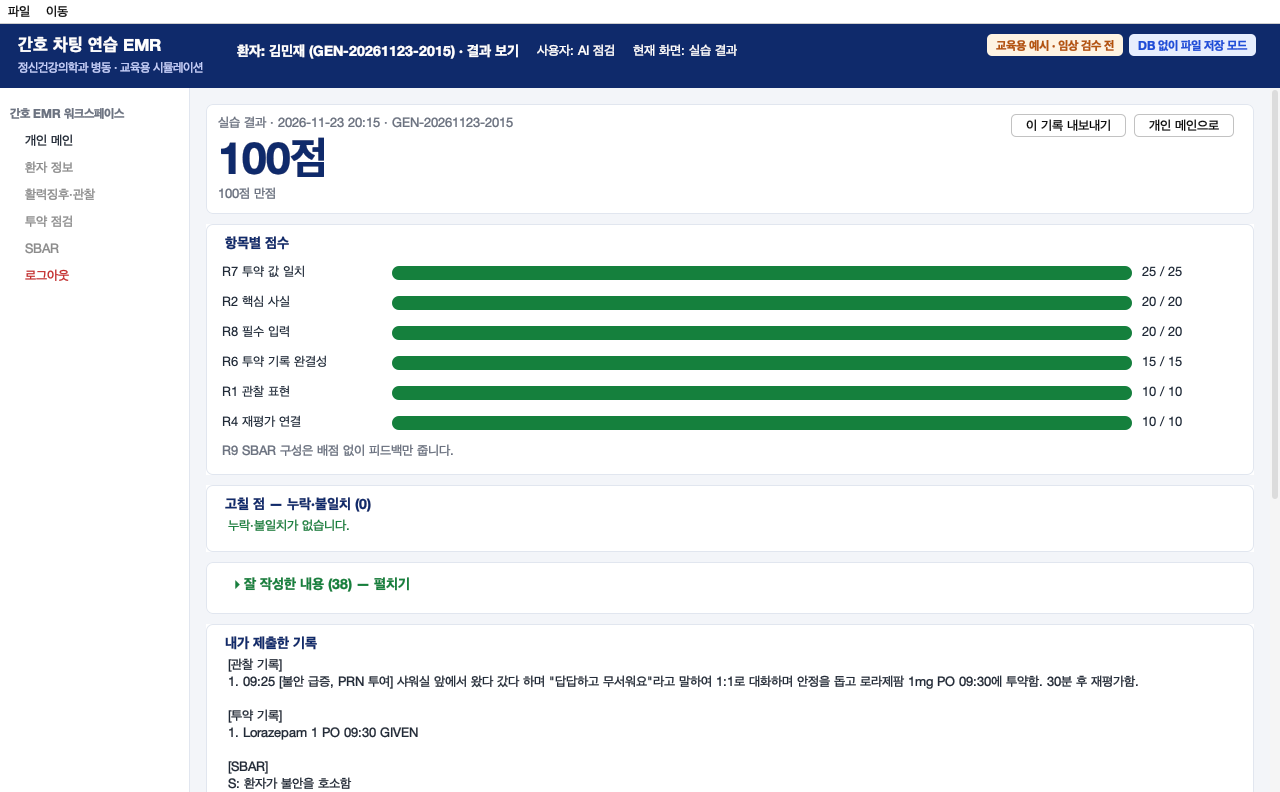 파일 이동
간호 차팅 연습 EMR
정신건강의학과 병동 · 교육용 시뮬레이션
환자: 김민재 (GEN-20261123-2015) · 결과 보기 사용자: AI 점검 현재 화면: 실습 결과
교육용 예시 · 임상 검수 전 DB 없이 파일 저장 모드
간호 EMR 워크스페이스
개인 메인
환자 정보
활력징후·관찰
투약 점검
SBAR
로그아웃
실습 결과 · 2026-11-23 20:15 · GEN-20261123-2015
이 기록 내보내기 개인 메인으로
100점
100점 만점
항목별 점수
R7 투약 값 일치 25 / 25
R2 핵심 사실 20 / 20
R8 필수 입력 20 / 20
R6 투약 기록 완결성 15 / 15
R1 관찰 표현 10 / 10
R4 재평가 연결 10 / 10
R9 SBAR 구성은 배점 없이 피드백만 줍니다.
고칠 점 — 누락·불일치 (0)
누락·불일치가 없습니다.
잘 작성한 내용 (38) — 펼치기
내가 제출한 기록
[관찰 기록]
1. 09:25 [불안 급증, PRN 투여] 샤워실 앞에서 왔다 갔다 하며 "답답하고 무서워요"라고 말하여 1:1로 대화하며 안정을 돕고 로라제팜 1mg PO 09:30에 투약함. 30분 후 재평가함.
[투약 기록]
1. Lorazepam 1 PO 09:30 GIVEN
[SBAR]
S: 환자가 불안을 호소함